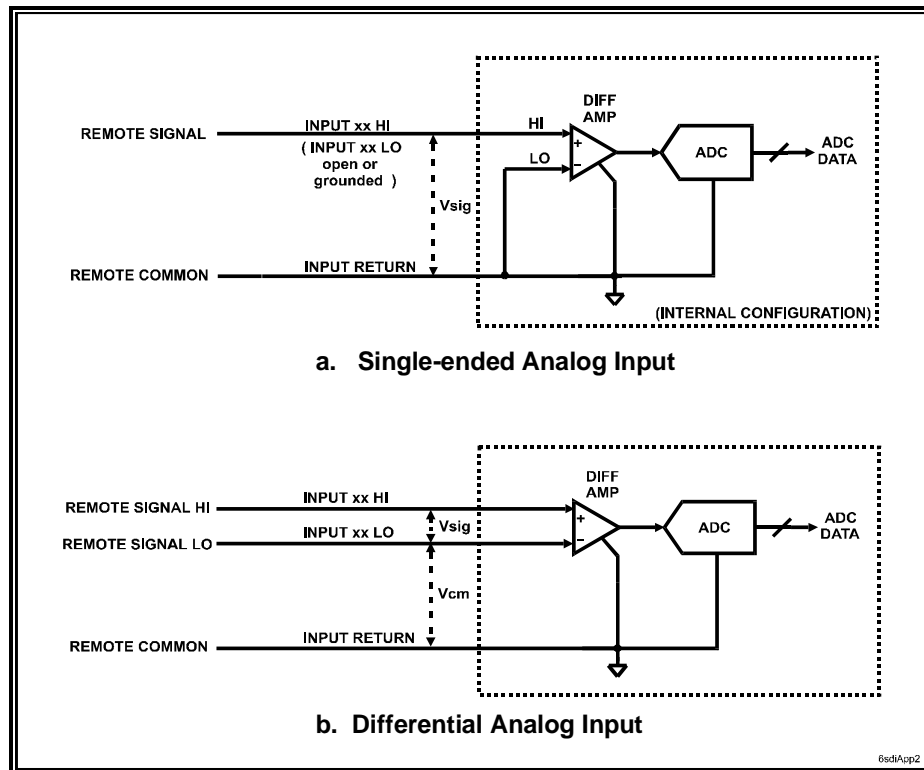 DIFF
AMP
REMOTE SIGNAL
INPUT xx HI
HI
( INPUT xx LO
open or
grounded )
LO
+
−
ADC
ADC
DATA
Vsig
REMOTE COMMON
INPUT RETURN
(INTERNAL CONFIGURATION)
a. Single-ended Analog Input
DIFF
AMP
REMOTE SIGNAL HI
INPUT xx HI
+
−
ADC
ADC
DATA
Vsig
REMOTE SIGNAL LO
INPUT xx LO
Vcm
REMOTE COMMON
INPUT RETURN
b. Differential Analog Input
6sdiApp2